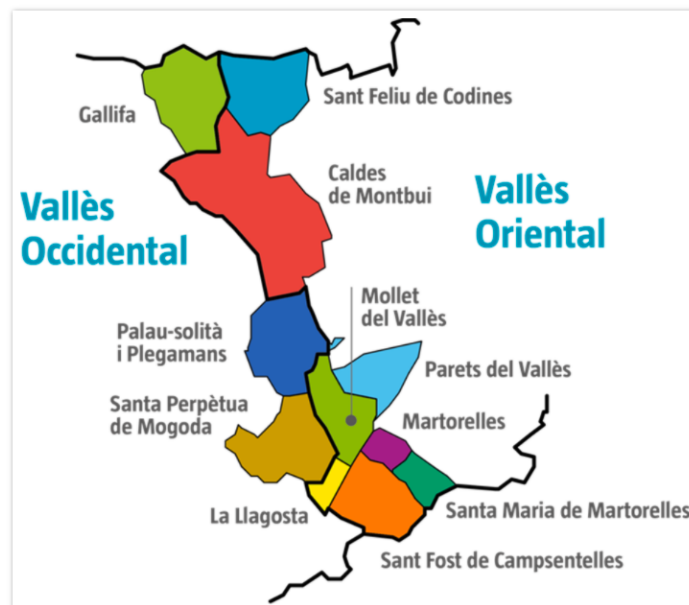 Gallifa
Sant Feliu de Codines
Caldes
de Montbui
Vallès
Occidental
Vallès
Oriental
Mollet
del Vallès
Palau-solità
i Plegamans
Parets del Vallès
Santa Perpètua
de Mogoda
Martorelles
La Llagosta
Santa Maria de Martorelles
Sant Fost de Campsentelles